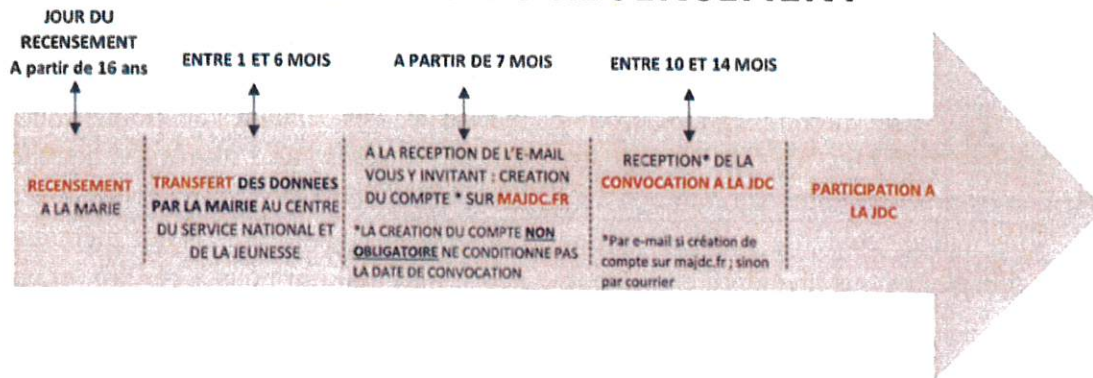 JOUR DU
RECENSEMENT
A partir de 16 ans
ENTRE 1 ET 6 MOIS
A PARTIR DE 7 MOIS
ENTRE 10 ET 14 MOIS
RECENSEMENT
A LA MARIE
TRANSFERT DES DONNEES
PAR LA MAIRIE AU CENTRE
DU SERVICE NATIONAL ET
DE LA JEUNESSE
A LA RECEPTION DE L'E-MAIL
VOUS Y INVITANT : CREATION
DU COMPTE * SUR MAJDC.FR
*LA CREATION DU COMPTE NON
OBLIGATOIRE NE CONDITIONNE PAS
LA DATE DE CONVOCATION
RECEPTION* DE LA
CONVOCATION A LA JDC
*Par e-mail si création de
compte sur majdc.fr ; sinon
par courrier
PARTICIPATION A
LA JDC